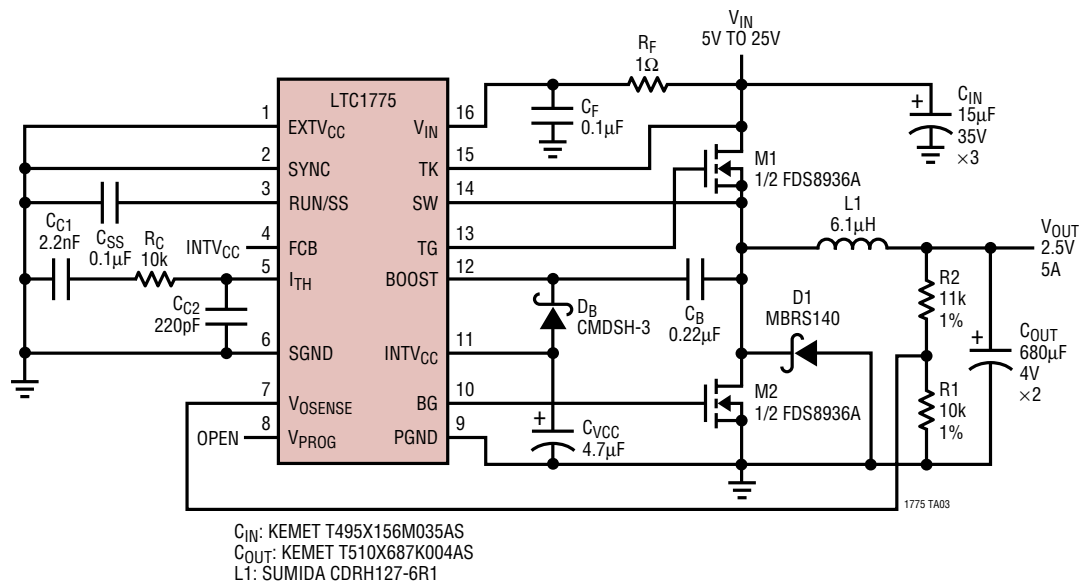 LTC1775
1
EXTVCC
2
SYNC
3
RUN/SS
4
INTVCC
FCB
5
ITH
6
SGND
7
VOSENSE
8
OPEN
VPROG
16
VIN
15
TK
14
SW
13
TG
12
BOOST
11
INTVCC
10
BG
9
PGND
CC1
2.2nF
CSS
0.1µF
RC
10k
CC2
220pF
RF
1Ω
CF
0.1µF
VIN
5V TO 25V
CIN
15µF
35V
×3
M1
1/2 FDS8936A
L1
6.1µH
VOUT
2.5V
5A
DB
CMDSH-3
CB
0.22µF
D1
MBRS140
R2
11k
1%
COUT
680µF
4V
×2
R1
10k
1%
M2
1/2 FDS8936A
CVCC
4.7µF
+
+
+
1775 TA03
CIN: KEMET T495X156M035AS
COUT: KEMET T510X687K004AS
L1: SUMIDA CDRH127-6R1